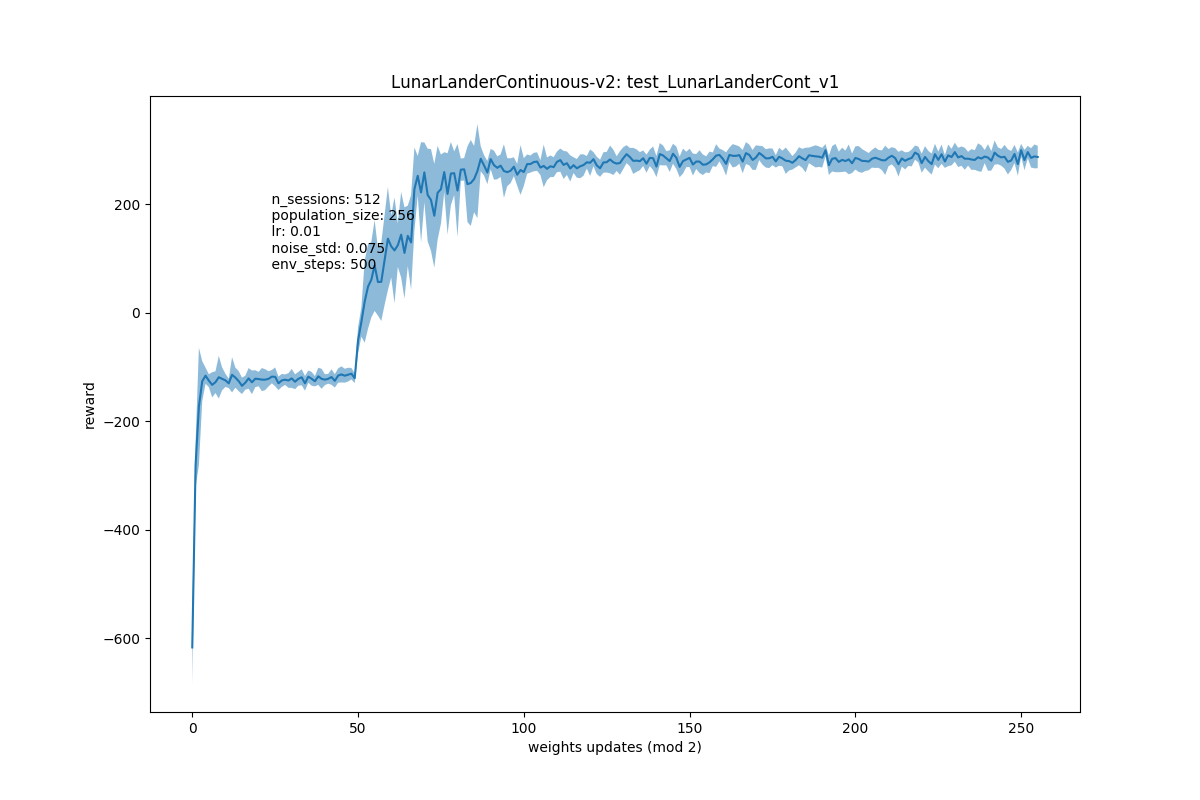 LunarLanderContinuous-v2: test_LunarLanderCont_v1
n_sessions: 512
population_size: 256
lr: 0.01
noise_std: 0.075
env_steps: 500
reward
200
0
−200
−400
−600
0 50 100 150 200 250
weights updates (mod 2)